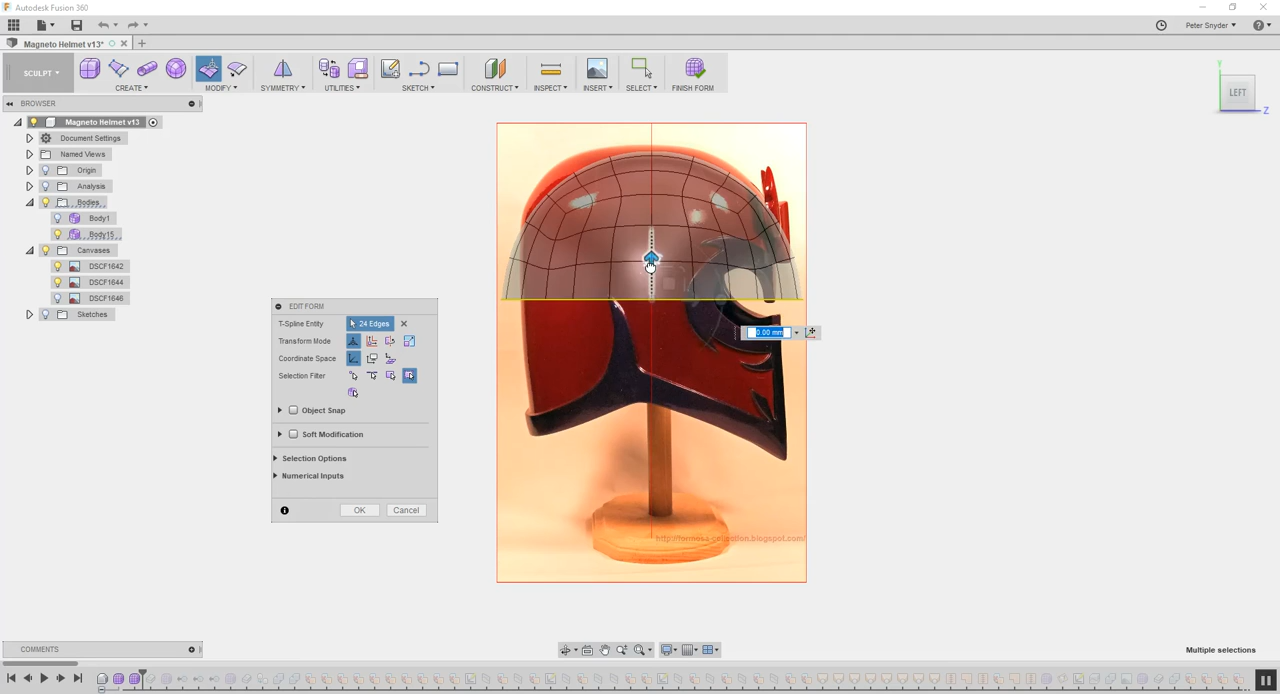 Autodesk Fusion 360
Peter Snyder
Magneto Helmet v13*
SCULPT
CREATE
MODIFY
SYMMETRY
UTILITIES
SKETCH
CONSTRUCT
INSPECT
INSERT
SELECT
FINISH FORM
BROWSER
Magneto Helmet v13
Document Settings
Named Views
Origin
Analysis
Bodies
Body1
Body15
Canvases
DSCF1642
DSCF1644
DSCF1646
Sketches
Y
LEFT
Z
EDIT FORM
T-Spline Entity
24 Edges
Transform Mode
Coordinate Space
Selection Filter
Object Snap
Soft Modification
Selection Options
Numerical Inputs
OK
Cancel
0.00 mm
http://formosa-collection.blogspot.com/
COMMENTS
Multiple selections